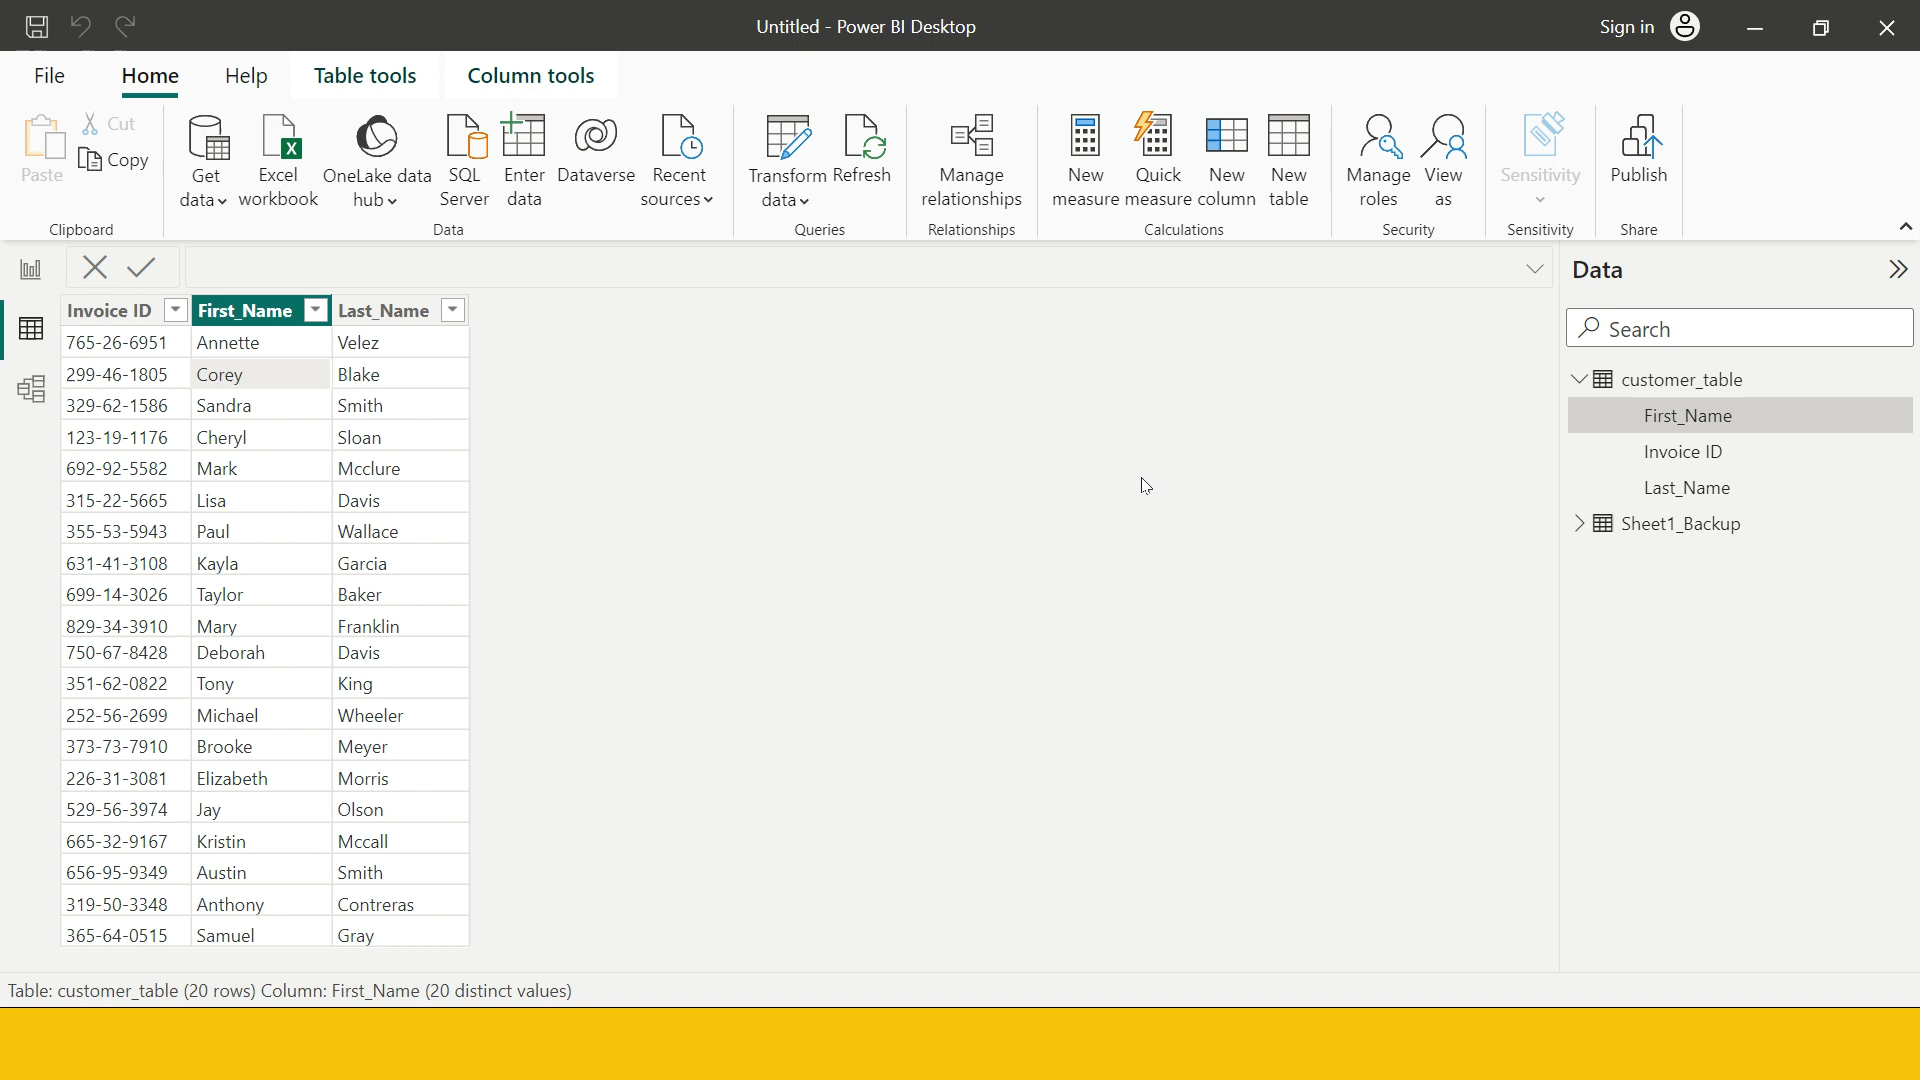 Untitled - Power BI Desktop
Sign in
File Home Help Table tools Column tools
Paste
Cut
Copy
Clipboard
Get data
Excel workbook
OneLake data hub
SQL Server
Enter data
Dataverse
Recent sources
Data
Transform data
Refresh
Queries
Manage relationships
Relationships
New measure
Quick measure
New column
New table
Calculations
Manage roles
View as
Security
Sensitivity
Sensitivity
Publish
Share
Invoice ID First_Name Last_Name
765-26-6951 Annette Velez
299-46-1805 Corey Blake
329-62-1586 Sandra Smith
123-19-1176 Cheryl Sloan
692-92-5582 Mark Mcclure
315-22-5665 Lisa Davis
355-53-5943 Paul Wallace
631-41-3108 Kayla Garcia
699-14-3026 Taylor Baker
829-34-3910 Mary Franklin
750-67-8428 Deborah Davis
351-62-0822 Tony King
252-56-2699 Michael Wheeler
373-73-7910 Brooke Meyer
226-31-3081 Elizabeth Morris
529-56-3974 Jay Olson
665-32-9167 Kristin Mccall
656-95-9349 Austin Smith
319-50-3348 Anthony Contreras
365-64-0515 Samuel Gray
Data
Search
customer_table
First_Name
Invoice ID
Last_Name
Sheet1_Backup
Table: customer_table (20 rows) Column: First_Name (20 distinct values)